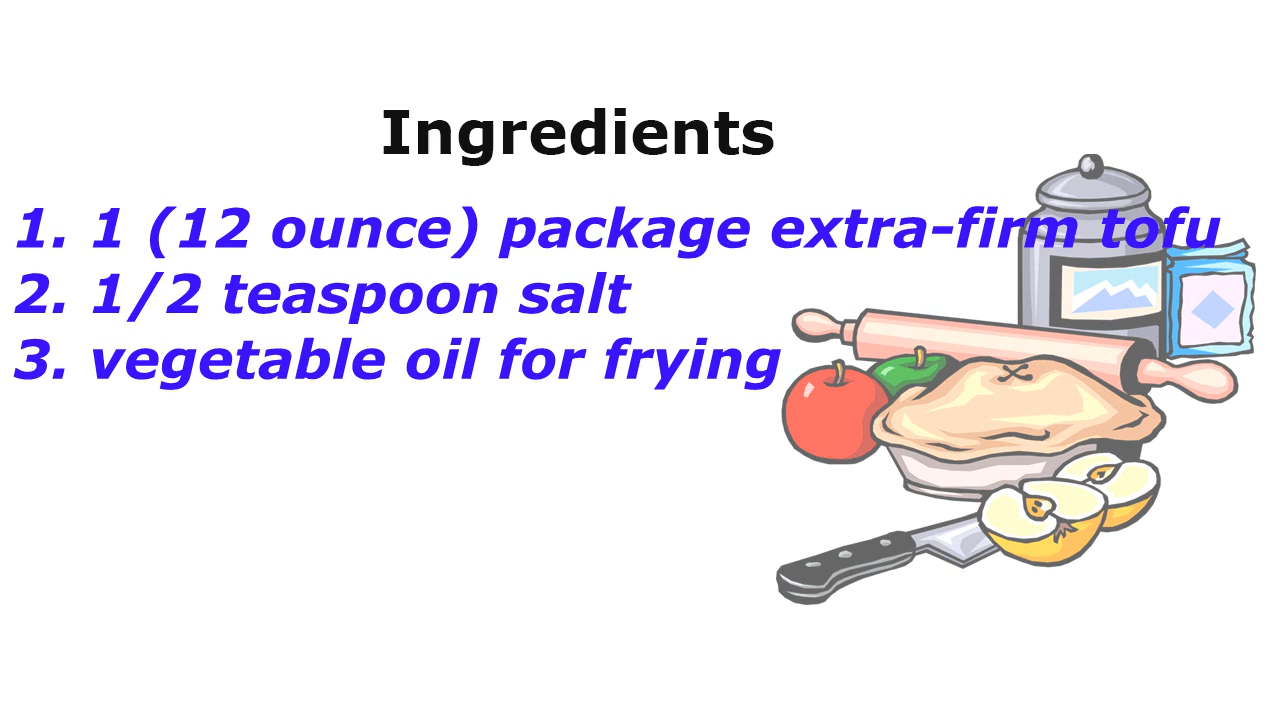 Ingredients
1. 1 (12 ounce) package extra-firm tofu
2. 1/2 teaspoon salt
3. vegetable oil for frying